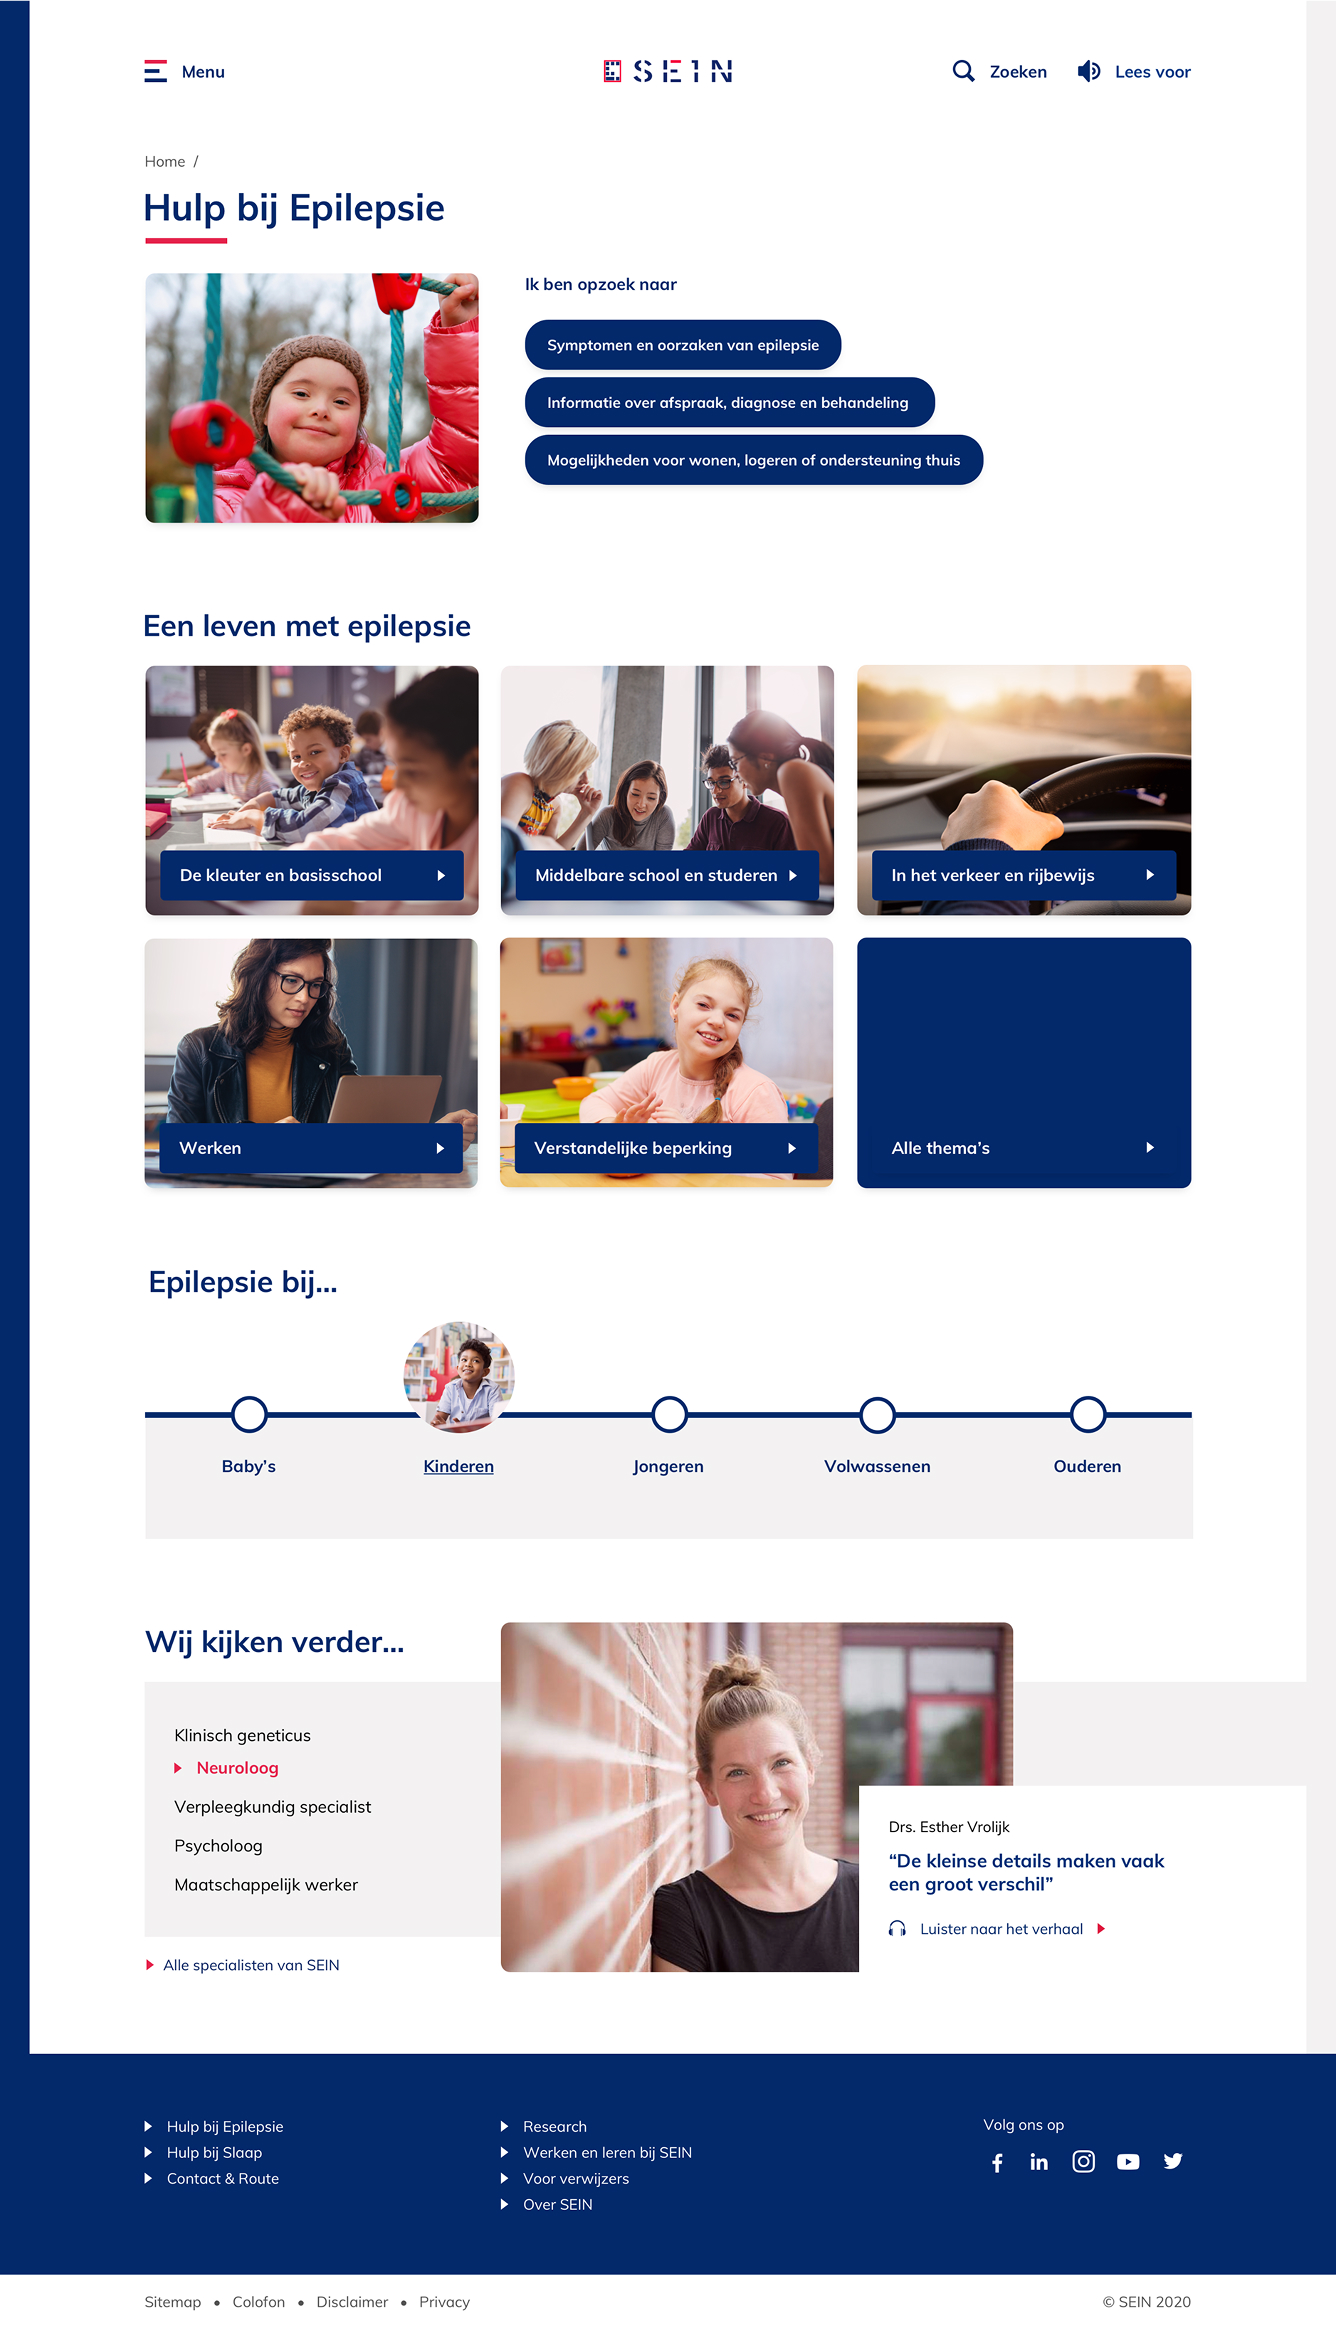 Menu
SEIN
Zoeken
Lees voor
Home /
Hulp bij Epilepsie
Ik ben opzoek naar
Symptomen en oorzaken van epilepsie
Informatie over afspraak, diagnose en behandeling
Mogelijkheden voor wonen, logeren of ondersteuning thuis
Een leven met epilepsie
De kleuter en basisschool
Middelbare school en studeren
In het verkeer en rijbewijs
Werken
Verstandelijke beperking
Alle thema's
Epilepsie bij...
Baby's
Kinderen
Jongeren
Volwassenen
Ouderen
Wij kijken verder...
Klinisch geneticus
Neuroloog
Verpleegkundig specialist
Psycholoog
Maatschappelijk werker
Alle specialisten van SEIN
Drs. Esther Vrolijk
“De kleinse details maken vaak
een groot verschil”
Luister naar het verhaal
Hulp bij Epilepsie
Hulp bij Slaap
Contact & Route
Research
Werken en leren bij SEIN
Voor verwijzers
Over SEIN
Volg ons op
Sitemap • Colofon • Disclaimer • Privacy
© SEIN 2020